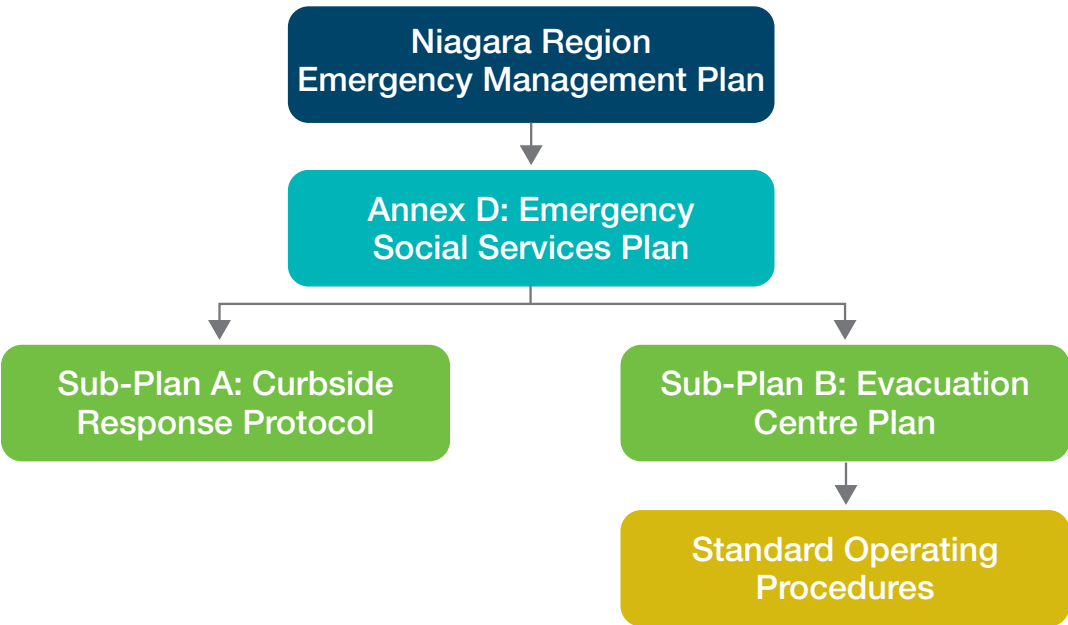 Niagara Region
Emergency Management Plan
Annex D: Emergency
Social Services Plan
Sub-Plan A: Curbside
Response Protocol
Sub-Plan B: Evacuation
Centre Plan
Standard Operating
Procedures